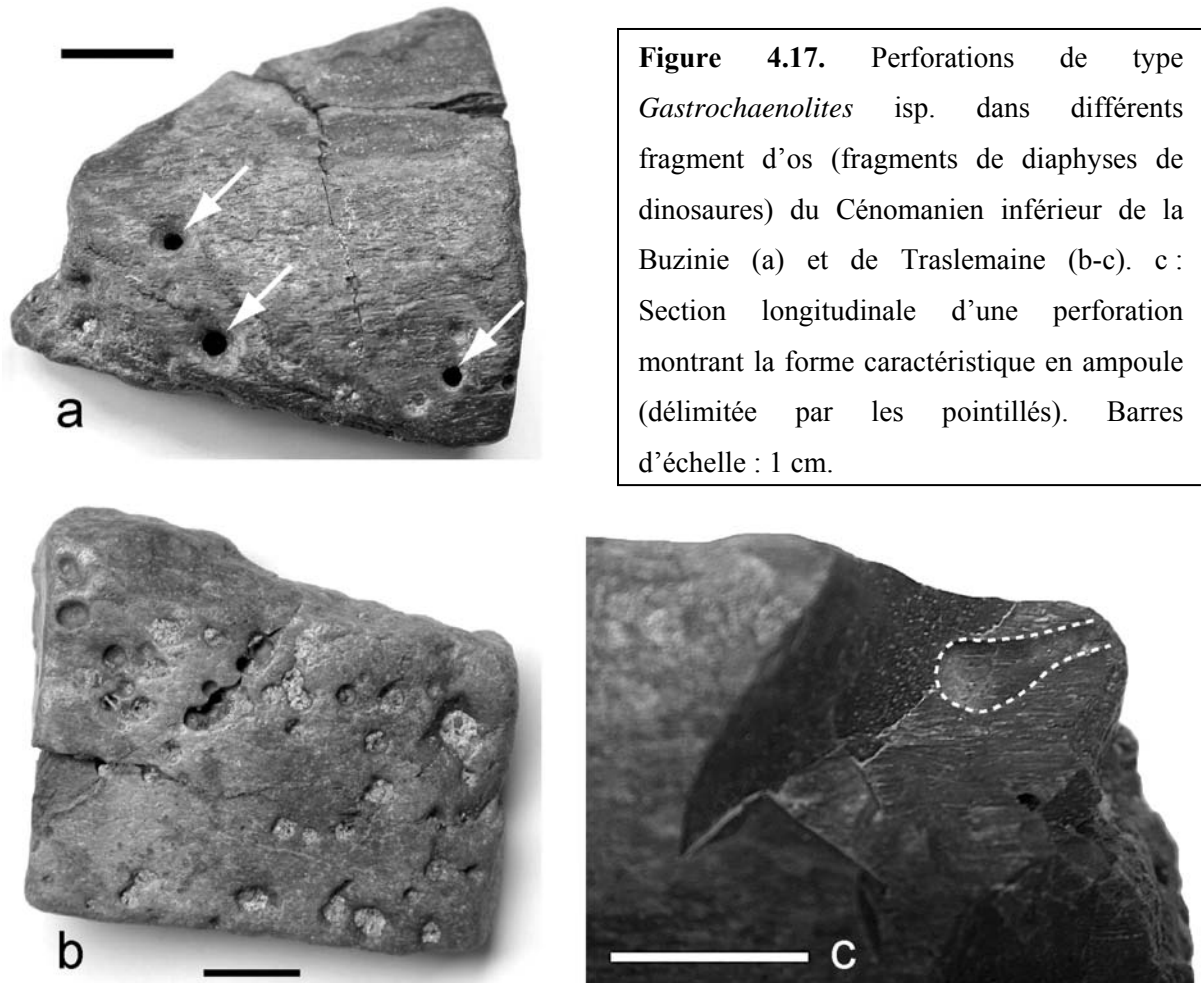 Figure 4.17. Perforations de type
Gastrochaenolites isp. dans différents
fragment d’os (fragments de diaphyses de
dinosaures) du Cénomanien inférieur de la
Buzinie (a) et de Traslemaine (b-c). c :
Section longitudinale d’une perforation
montrant la forme caractéristique en ampoule
(délimitée par les pointillés). Barres
d’échelle : 1 cm.
a
b
c